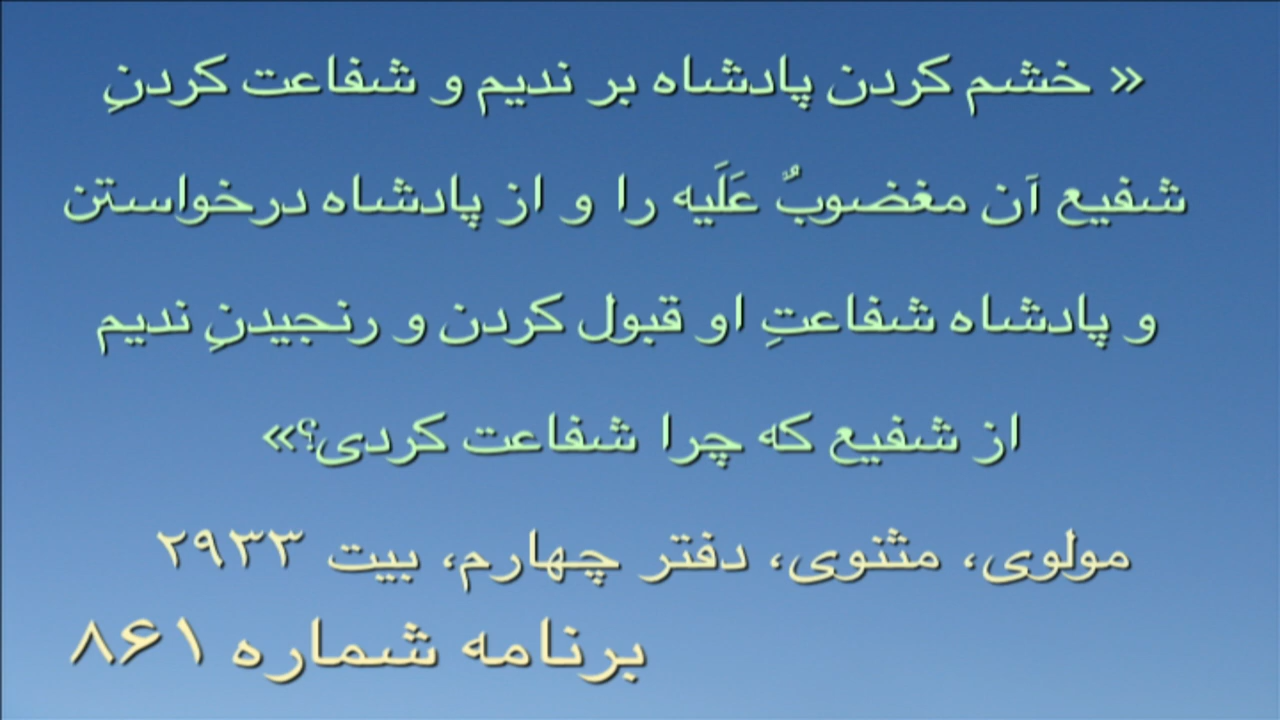 « خشم کردن پادشاه بر ندیم و شفاعت کردنِ
شفیع آن مغضوبٌ عَلَیه را و از پادشاه درخواستن
و پادشاه شفاعتِ او قبول کردن و رنجیدنِ ندیم
از شفیع که چرا شفاعت کردی؟»
مولوی، مثنوی، دفتر چهارم، بیت ۲۹۳۳
برنامه شماره ۸۶۱